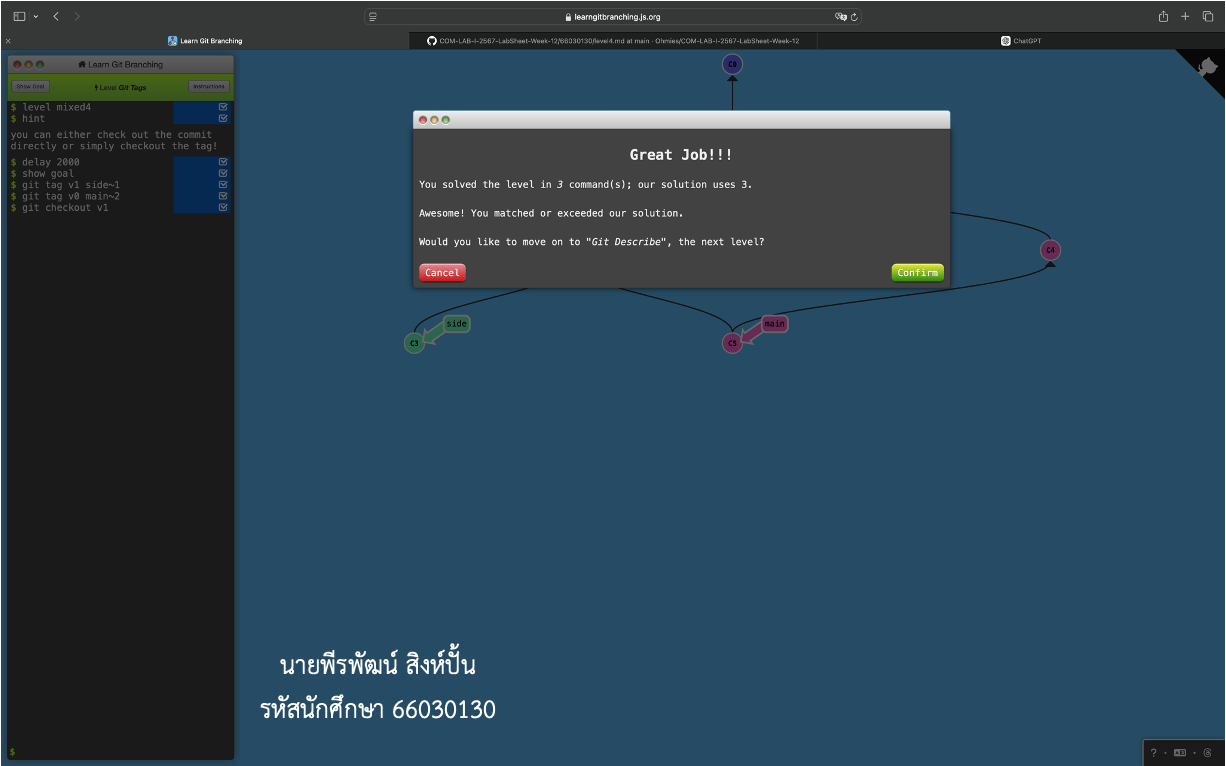 learngitbranching.js.org
Learn Git Branching
COM-LAB-I-2567-LabSheet-Week-12/66030130/level4.md at main · Ohmies/COM-LAB-I-2567-LabSheet-Week-12
ChatGPT
Learn Git Branching
Show Goal
Level Git Tags
Instructions
$ level mixed4
$ hint
you can either check out the commit
directly or simply checkout the tag!
$ delay 2000
$ show goal
$ git tag v1 side~1
$ git tag v0 main~2
$ git checkout v1
$
C0
Great Job!!!
You solved the level in 3 command(s); our solution uses 3.
Awesome! You matched or exceeded our solution.
Would you like to move on to "Git Describe", the next level?
Cancel
Confirm
C4
side
C3
main
C5
นายพีรพัฒน์ สิงห์ปั้น
รหัสนักศึกษา 66030130